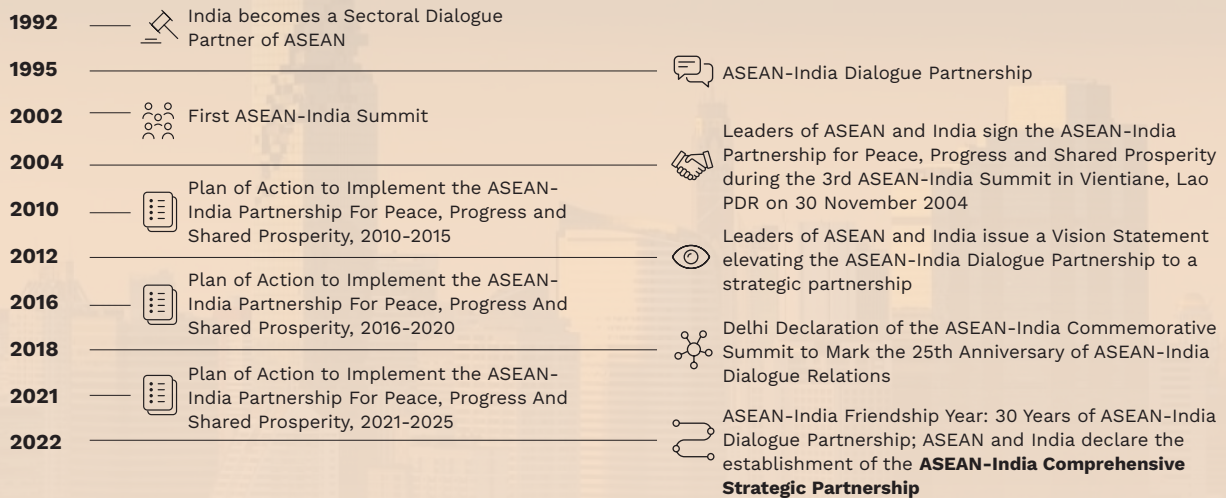 1992
India becomes a Sectoral Dialogue
Partner of ASEAN
1995
ASEAN-India Dialogue Partnership
2002
First ASEAN-India Summit
2004
Leaders of ASEAN and India sign the ASEAN-India
Partnership for Peace, Progress and Shared Prosperity
during the 3rd ASEAN-India Summit in Vientiane, Lao
PDR on 30 November 2004
2010
Plan of Action to Implement the ASEAN-
India Partnership For Peace, Progress and
Shared Prosperity, 2010-2015
2012
Leaders of ASEAN and India issue a Vision Statement
elevating the ASEAN-India Dialogue Partnership to a
strategic partnership
2016
Plan of Action to Implement the ASEAN-
India Partnership For Peace, Progress And
Shared Prosperity, 2016-2020
2018
Delhi Declaration of the ASEAN-India Commemorative
Summit to Mark the 25th Anniversary of ASEAN-India
Dialogue Relations
2021
Plan of Action to Implement the ASEAN-
India Partnership For Peace, Progress And
Shared Prosperity, 2021-2025
2022
ASEAN-India Friendship Year: 30 Years of ASEAN-India
Dialogue Partnership; ASEAN and India declare the
establishment of the ASEAN-India Comprehensive
Strategic Partnership